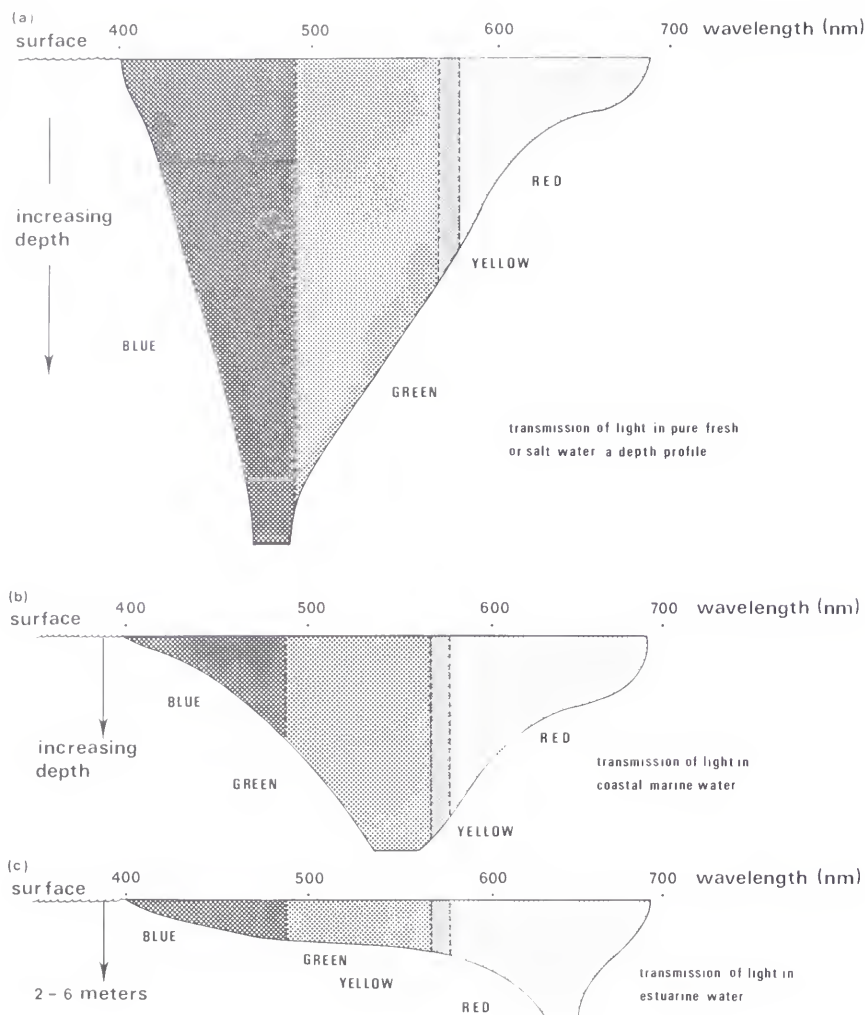 (a)
400 500 600 700 wavelength (nm)
surface
increasing
depth
RED
YELLOW
BLUE
GREEN
transmission of light in pure fresh
or salt water a depth profile
(b)
400 500 600 700 wavelength (nm)
surface
BLUE
increasing
depth
RED
GREEN
YELLOW
transmission of light in
coastal marine water
(c)
400 500 600 700 wavelength (nm)
surface
BLUE
GREEN
YELLOW
RED
2 - 6 meters
transmission of light in
estuarine water